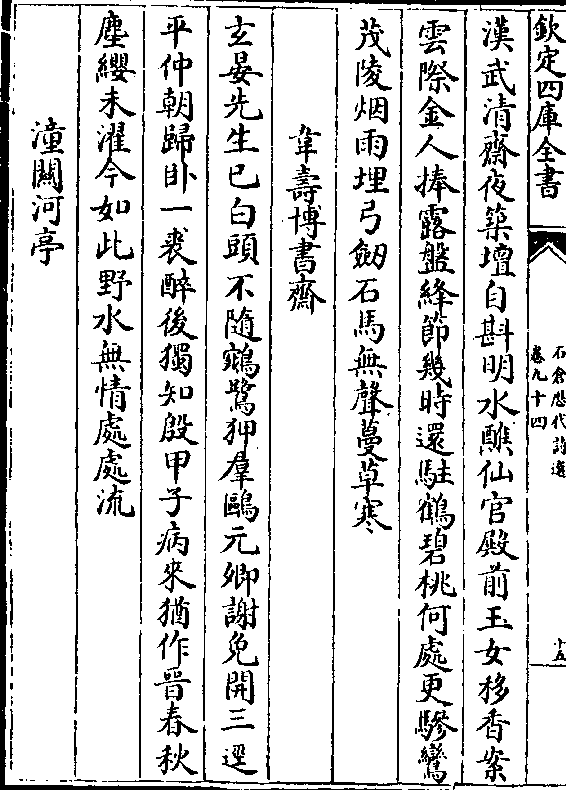 欽定四庫全書
石倉歷代詩選
卷九十四
十五
漢武清齋夜築壇自斟明水醮仙官殿前玉女移香案
雲際金人捧露盤絳節幾時還駐鶴碧桃何處更驂鸞
茂陵烟雨埋弓劒石馬無聲蔓草寒
韋壽博書齋
玄晏先生已白頭不隨鵷鷺狎羣鷗元卿謝免開三逕
平仲朝歸卧一裘醉後獨知殷甲子病來猶作晉春秋
塵纓未濯今如此野水無情處處流
潼關河亭